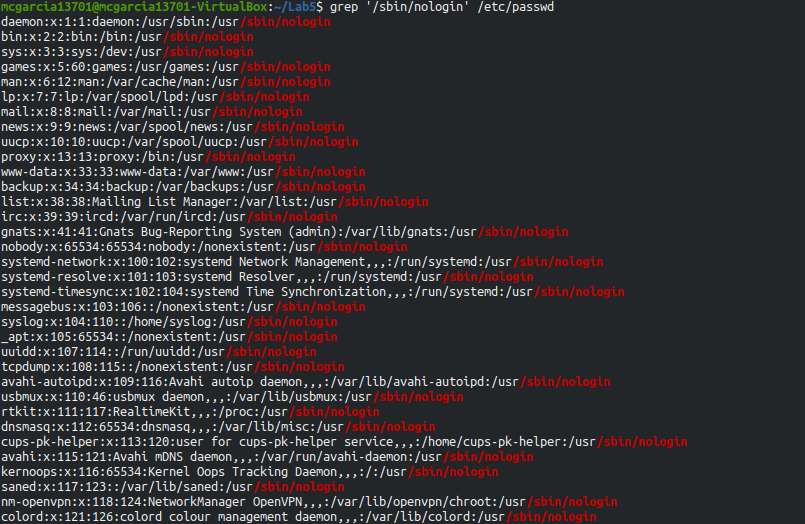 mcgarcia13701@mcgarcia13701-VirtualBox:~/Lab5$ grep '/sbin/nologin' /etc/passwd
daemon:x:1:1:daemon:/usr/sbin:/usr/sbin/nologin
bin:x:2:2:bin:/bin:/usr/sbin/nologin
sys:x:3:3:sys:/dev:/usr/sbin/nologin
games:x:5:60:games:/usr/games:/usr/sbin/nologin
man:x:6:12:man:/var/cache/man:/usr/sbin/nologin
lp:x:7:7:lp:/var/spool/lpd:/usr/sbin/nologin
mail:x:8:8:mail:/var/mail:/usr/sbin/nologin
news:x:9:9:news:/var/spool/news:/usr/sbin/nologin
uucp:x:10:10:uucp:/var/spool/uucp:/usr/sbin/nologin
proxy:x:13:13:proxy:/bin:/usr/sbin/nologin
www-data:x:33:33:www-data:/var/www:/usr/sbin/nologin
backup:x:34:34:backup:/var/backups:/usr/sbin/nologin
list:x:38:38:Mailing List Manager:/var/list:/usr/sbin/nologin
irc:x:39:39:ircd:/var/run/ircd:/usr/sbin/nologin
gnats:x:41:41:Gnats Bug-Reporting System (admin):/var/lib/gnats:/usr/sbin/nologin
nobody:x:65534:65534:nobody:/nonexistent:/usr/sbin/nologin
systemd-network:x:100:102:systemd Network Management,,,:/run/systemd:/usr/sbin/nologin
systemd-resolve:x:101:103:systemd Resolver,,,:/run/systemd:/usr/sbin/nologin
systemd-timesync:x:102:104:systemd Time Synchronization,,,:/run/systemd:/usr/sbin/nologin
messagebus:x:103:106::/nonexistent:/usr/sbin/nologin
syslog:x:104:110::/home/syslog:/usr/sbin/nologin
_apt:x:105:65534::/nonexistent:/usr/sbin/nologin
uuidd:x:107:114::/run/uuidd:/usr/sbin/nologin
tcpdump:x:108:115::/nonexistent:/usr/sbin/nologin
avahi-autoipd:x:109:116:Avahi autoip daemon,,,:/var/lib/avahi-autoipd:/usr/sbin/nologin
usbmux:x:110:46:usbmux daemon,,,:/var/lib/usbmux:/usr/sbin/nologin
rtkit:x:111:117:RealtimeKit,,,:/proc:/usr/sbin/nologin
dnsmasq:x:112:65534:dnsmasq,,,:/var/lib/misc:/usr/sbin/nologin
cups-pk-helper:x:113:120:user for cups-pk-helper service,,,:/home/cups-pk-helper:/usr/sbin/nologin
avahi:x:115:121:Avahi mDNS daemon,,,:/var/run/avahi-daemon:/usr/sbin/nologin
kernoops:x:116:65534:Kernel Oops Tracking Daemon,,,:/:/usr/sbin/nologin
saned:x:117:123::/var/lib/saned:/usr/sbin/nologin
nm-openvpn:x:118:124:NetworkManager OpenVPN,,,:/var/lib/openvpn/chroot:/usr/sbin/nologin
colord:x:121:126:colord colour management daemon,,,:/var/lib/colord:/usr/sbin/nologin